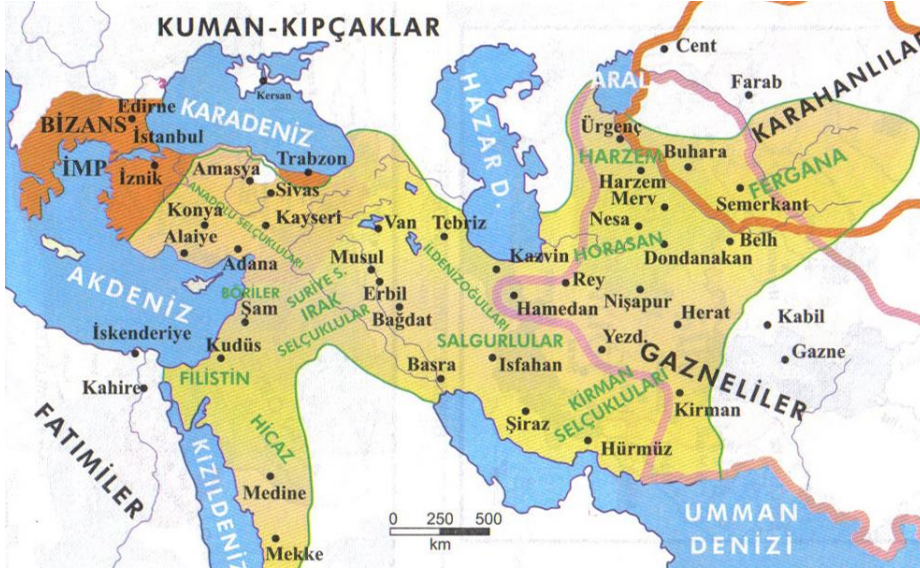 KUMAN-KIPÇAKLAR
Cent
Kersan
HAZAR D.
ARAL
Farab
KARAHANLILAR
Edirne
BİZANS
KARADENİZ
İstanbul
Ürgenç
İMP
Trabzon
HARZEM
Buhara
İznik
Amasya
FERGANA
Sivas
Harzem
Semerkant
ANADOLU SELÇUKLULARI
Merv
Konya
Kayseri
Van
Tebriz
Nesa
Alaiye
HORASAN
Belh
Adana
Musul
Kazvin
Dondanakan
İLDENİZOĞULLARI
AKDENİZ
BÖRİLER
SURİYE S.
Erbil
Rey
Nişapur
Şam
IRAK
SELÇUKLULAR
Bağdat
Hamedan
Herat
Kabil
İskenderiye
SALGURLULAR
Yezd
Kudüs
Isfahan
GAZNELİLER
Gazne
FİLİSTİN
Basra
Kahire
KİRMAN
SELÇUKLULARI
Kirman
FATIMİLER
HİCAZ
Şiraz
Hürmüz
KIZILDENİZ
Medine
0 250 500
km
UMMAN
DENİZİ
Mekke